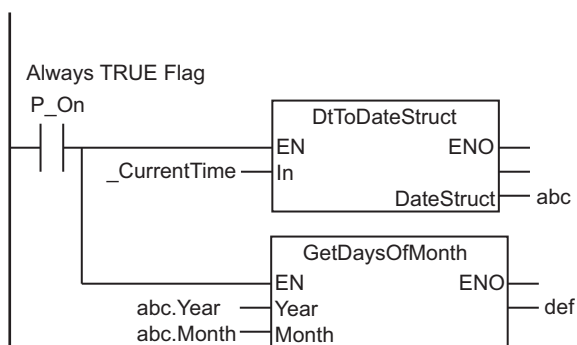 Always TRUE Flag
P_On
DtToDateStruct
EN ENO
_CurrentTime In
DateStruct abc
GetDaysOfMonth
EN ENO
abc.Year Year def
abc.Month Month